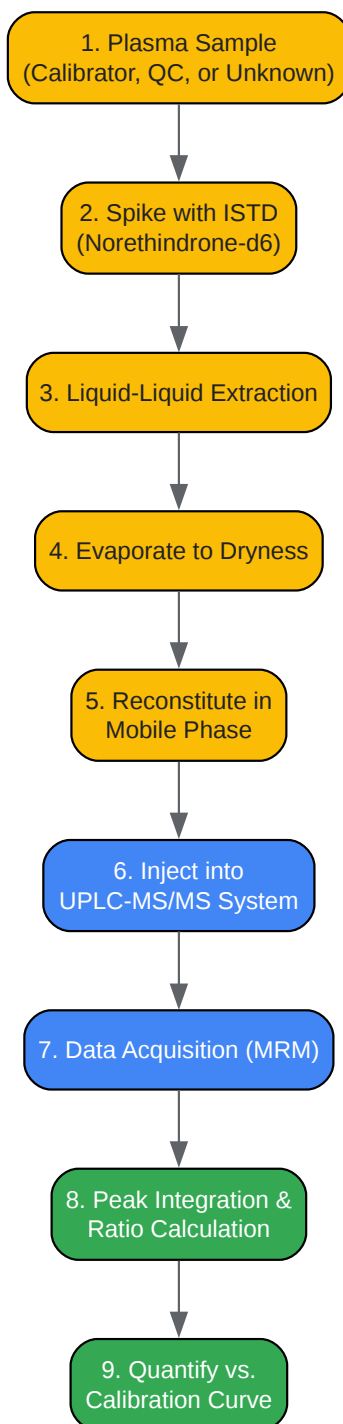 1. Plasma Sample
(Calibrator, QC, or Unknown)
2. Spike with ISTD
(Norethindrone-d6)
3. Liquid-Liquid Extraction
4. Evaporate to Dryness
5. Reconstitute in
Mobile Phase
6. Inject into
UPLC-MS/MS System
7. Data Acquisition (MRM)
8. Peak Integration &
Ratio Calculation
9. Quantify vs.
Calibration Curve